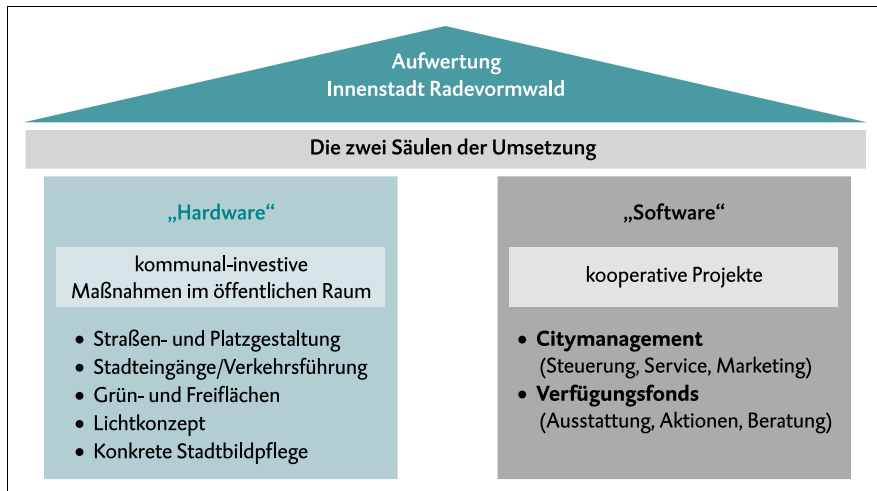 Aufwertung
Innenstadt Radevormwald
Die zwei Säulen der Umsetzung
„Hardware“
kommunal-investive
Maßnahmen im öffentlichen Raum
• Straßen- und Platzgestaltung
• Stadteingänge/Verkehrsführung
• Grün- und Freiflächen
• Lichtkonzept
• Konkrete Stadtbildpflege
„Software“
kooperative Projekte
• Citymanagement
(Steuerung, Service, Marketing)
• Verfügungsfonds
(Ausstattung, Aktionen, Beratung)